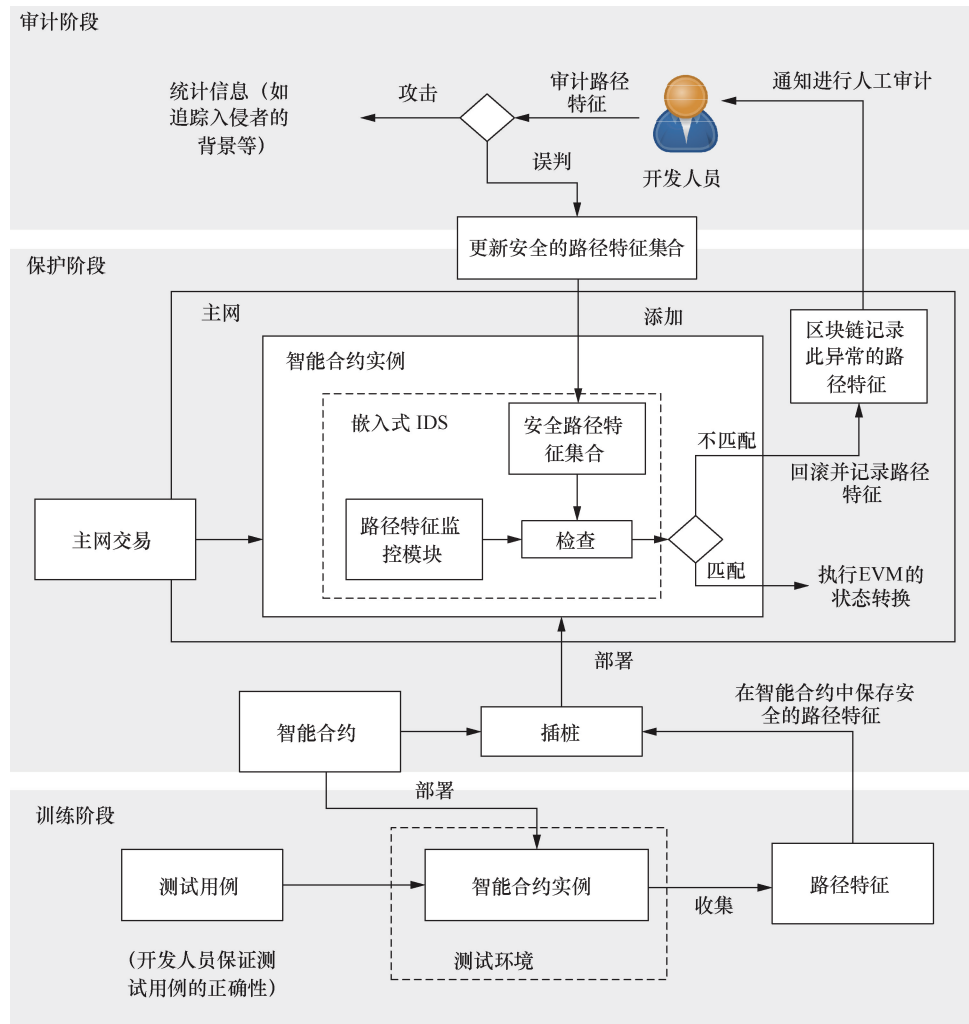 审计阶段
统计信息（如
追踪入侵者的
背景等）
攻击
审计路径
特征
通知进行人工审计
误判
开发人员
更新安全的路径特征集合
保护阶段
主网
添加
区块链记录
此异常的路
径特征
智能合约实例
嵌入式 IDS
安全路径特
征集合
不匹配
回滚并记录路径
特征
主网交易
路径特征监
控模块
检查
匹配
执行EVM的
状态转换
部署
在智能合约中保存安
全的路径特征
智能合约
插桩
部署
训练阶段
测试用例
智能合约实例
收集
路径特征
(开发人员保证测
试用例的正确性)
测试环境